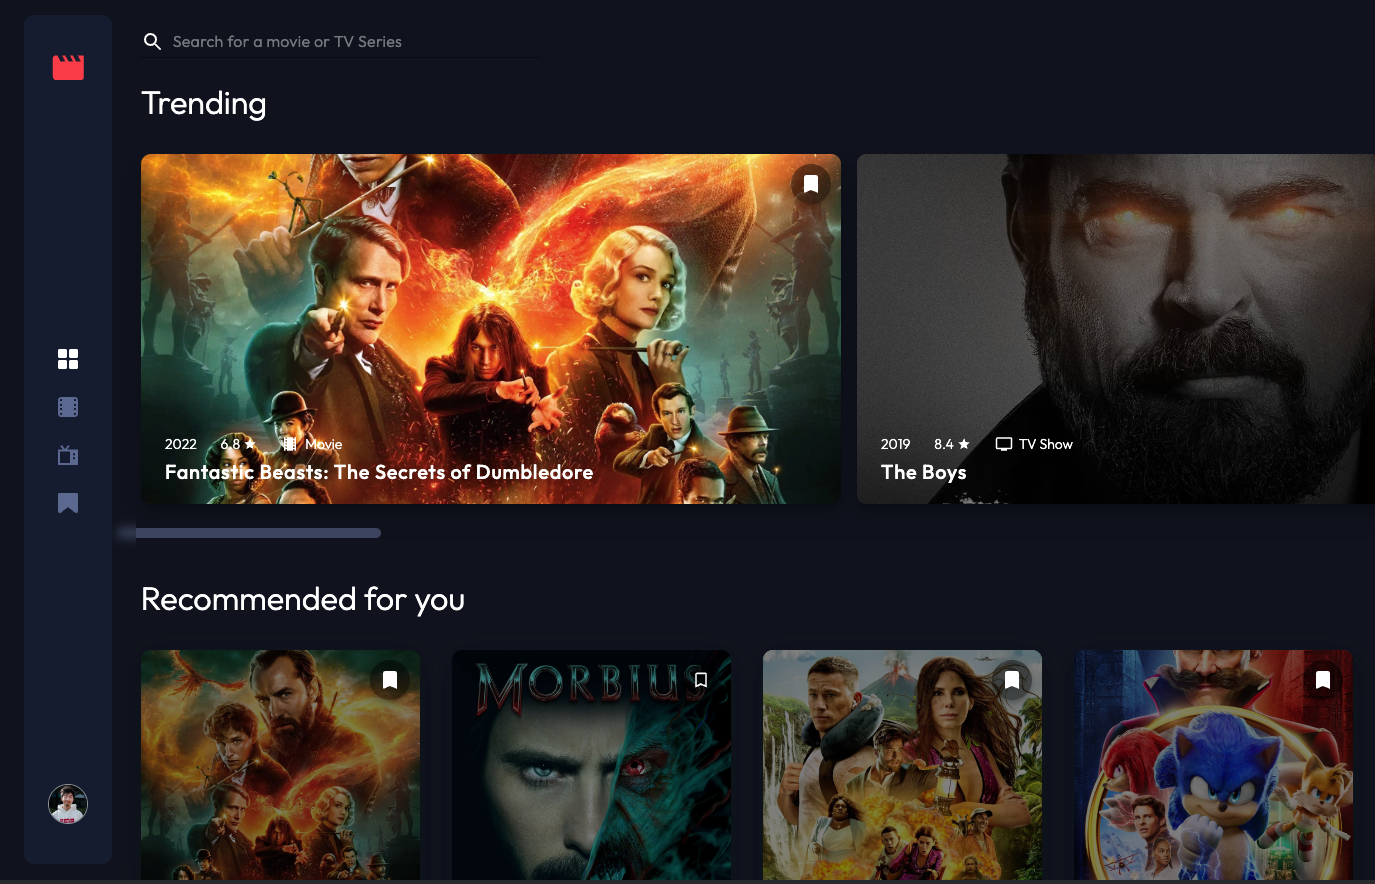 Search for a movie or TV Series
Trending
2022 6.8 ★ Movie
Fantastic Beasts: The Secrets of Dumbledore
2019 8.4 ★ TV Show
The Boys
Recommended for you
MORBIUS